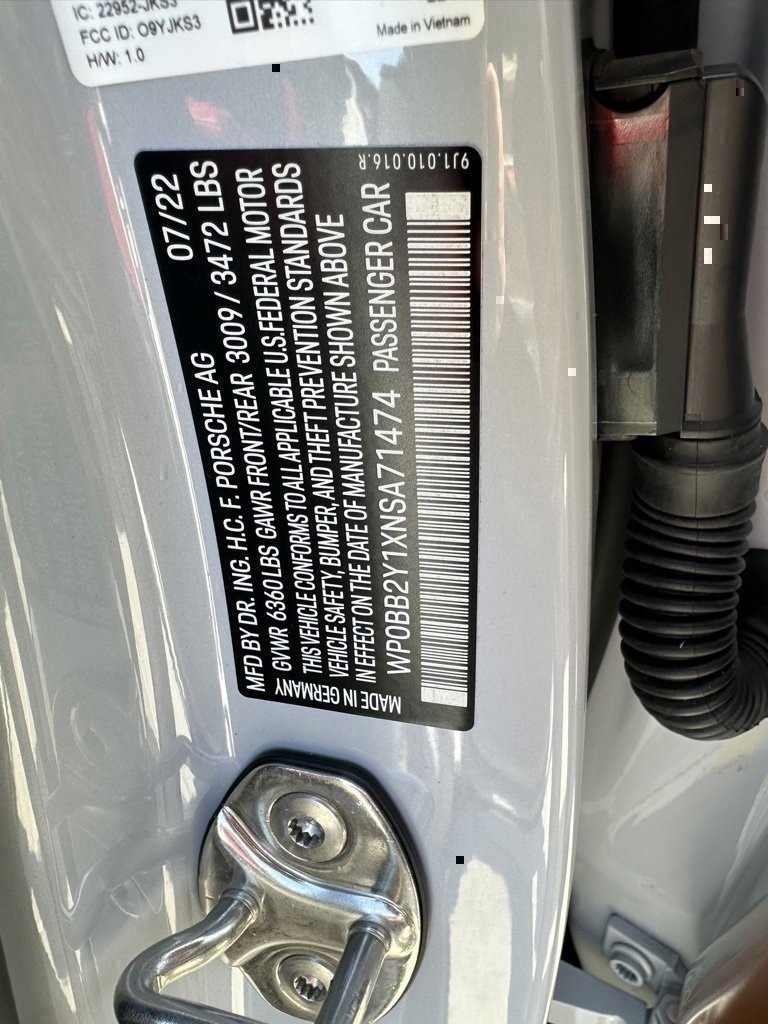 IC: 22952-JKS3
FCC ID: O9YJKS3
H/W: 1.0
Made in Vietnam
07/22
MFD BY DR. ING. H.C. F. PORSCHE AG
GVWR 6360 LBS GAWR FRONT/REAR 3009 / 3472 LBS
THIS VEHICLE CONFORMS TO ALL APPLICABLE U.S. FEDERAL MOTOR
VEHICLE SAFETY, BUMPER, AND THEFT PREVENTION STANDARDS
IN EFFECT ON THE DATE OF MANUFACTURE SHOWN ABOVE
WP0BB2Y1XNSA71474 PASSENGER CAR
MADE IN GERMANY
9J1.010.016.R